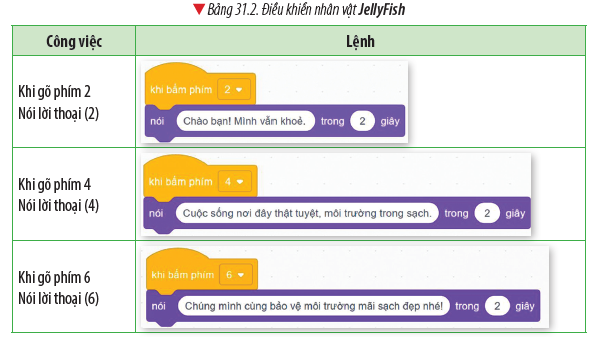 ▼ Bảng 31.2. Điều khiển nhân vật JellyFish
Công việc Lệnh
Khi gõ phím 2
Nói lời thoại (2)
khi bấm phím 2
nói Chào bạn! Mình vẫn khoẻ. trong 2 giây
Khi gõ phím 4
Nói lời thoại (4)
khi bấm phím 4
nói Cuộc sống nơi đây thật tuyệt, môi trường trong sạch. trong 2 giây
Khi gõ phím 6
Nói lời thoại (6)
khi bấm phím 6
nói Chúng mình cùng bảo vệ môi trường mãi sạch đẹp nhé! trong 2 giây